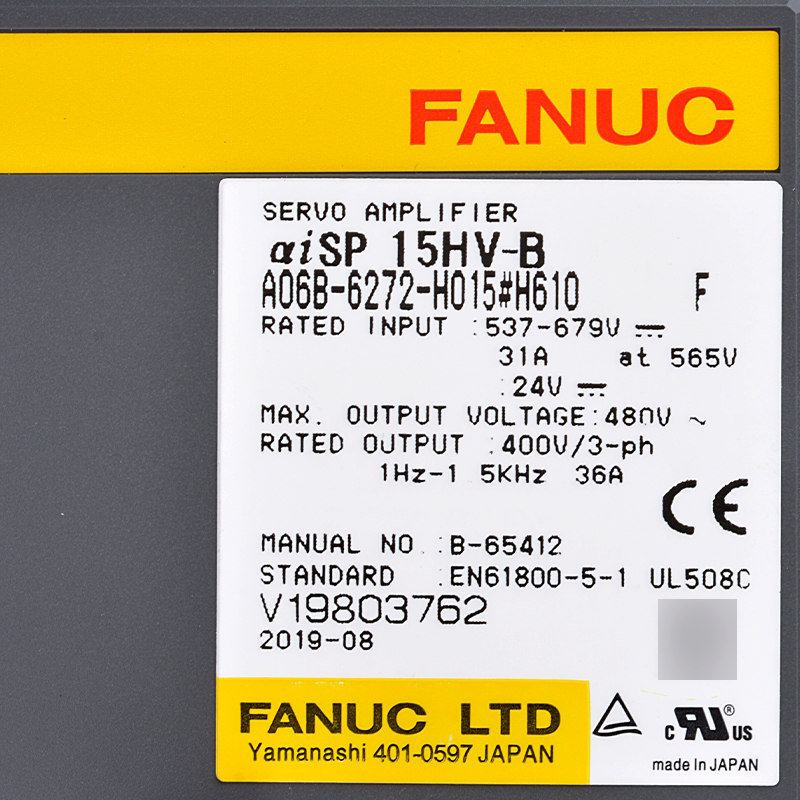 FANUC
SERVO AMPLIFIER
αiSP 15HV-B
A06B-6272-H015#H610 F
RATED INPUT :537-679V ⎓
31A at 565V
:24V ⎓
MAX. OUTPUT VOLTAGE:480V ~
RATED OUTPUT :400V/3-ph
1Hz-1.5KHz 36A
CE
MANUAL NO. :B-65412
STANDARD :EN61800-5-1 UL508C
V19803762
2019-08
FANUC LTD
Yamanashi 401-0597 JAPAN
c RU ® US
made in JAPAN